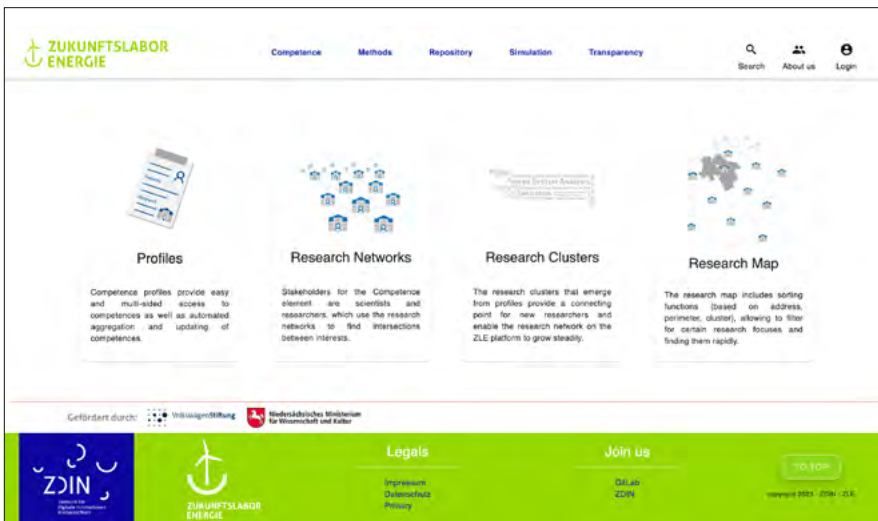 ZUKUNFTSLABOR
ENERGIE
Competence
Methods
Repository
Simulation
Transparency
Search
About us
Login
Profiles
Competence profiles provide easy
and multi-sided access to
competences as well as automated
aggregation and updating of
competences.
Research Networks
Stakeholders for the Competence
element are scientists and
researchers, which use the research
networks to find intersections
between interests.
Research Clusters
The research clusters that emerge
from profiles provide a connecting
point for new researchers and
enable the research network on the
ZLE platform to grow steadily.
Research Map
The research map includes sorting
functions (based on address,
perimeter, cluster), allowing to filter
for certain research focuses and
finding them rapidly.
Gefördert durch:
VolkswagenStiftung
Niedersächsisches Ministerium
für Wissenschaft und Kultur
ZDIN
ZUKUNFTSLABOR
ENERGIE
Legals
Impressum
Datenschutz
Privacy
Join us
GitLab
ZDIN
TO TOP
copyright 2023 - ZDIN - ZLE